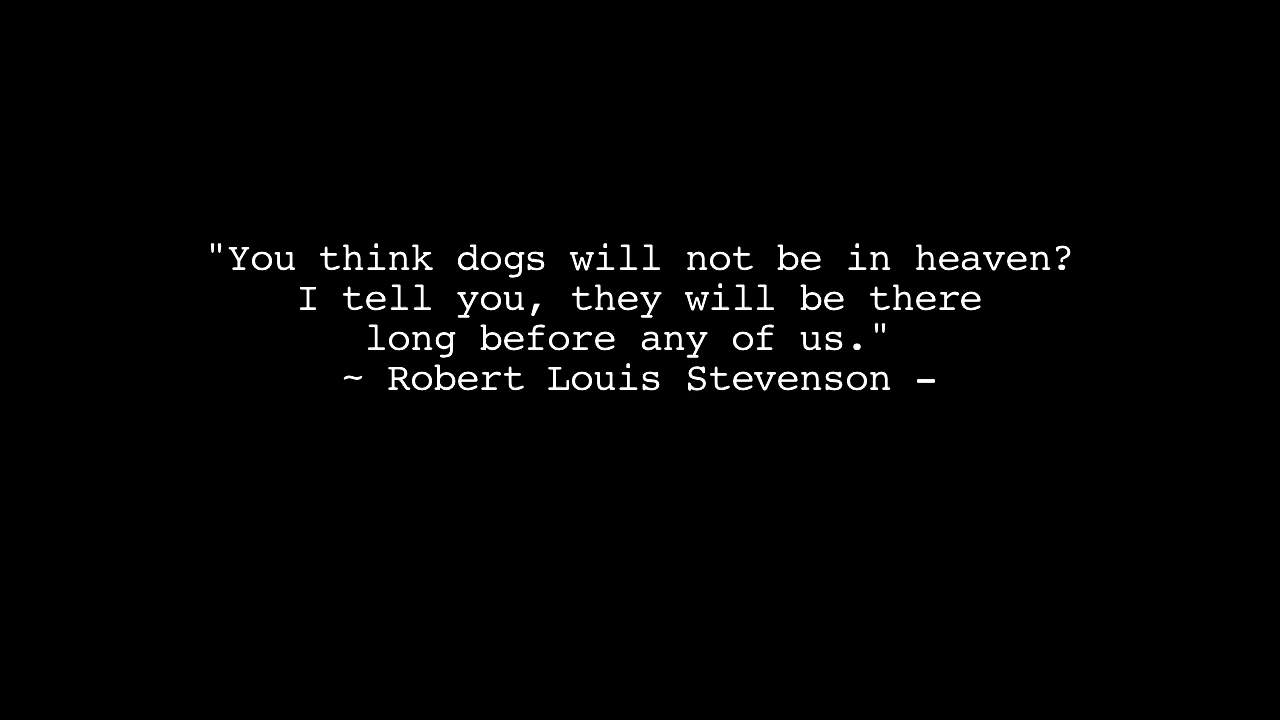 "You think dogs will not be in heaven?
I tell you, they will be there
long before any of us."
~ Robert Louis Stevenson -